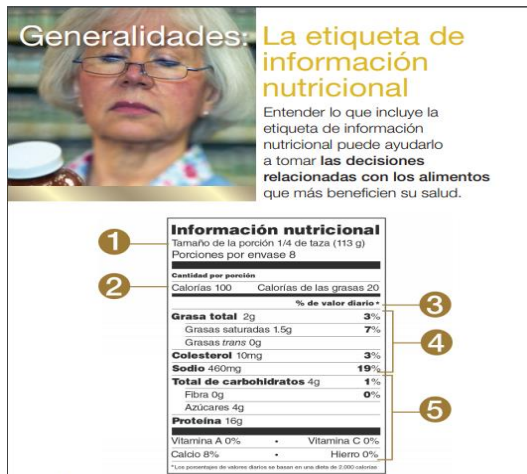 Generalidades: La etiqueta de
información
nutricional
Entender lo que incluye la
etiqueta de información
nutricional puede ayudarlo
a tomar las decisiones
relacionadas con los alimentos
que más beneficien su salud.
Información nutricional
1 Tamaño de la porción 1/4 de taza (113 g)
Porciones por envase 8
Cantidad por porción
2 Calorías 100 Calorías de las grasas 20
% de valor diario* 3
Grasa total 2g 3%
Grasas saturadas 1.5g 7%
Grasas trans 0g 4
Colesterol 10mg 3%
Sodio 460mg 19%
Total de carbohidratos 4g 1%
Fibra 0g 0%
Azúcares 4g 5
Proteína 16g
Vitamina A 0% • Vitamina C 0%
Calcio 8% • Hierro 0%
*Los porcentajes de valores diarios se basan en una dieta de 2,000 calorías